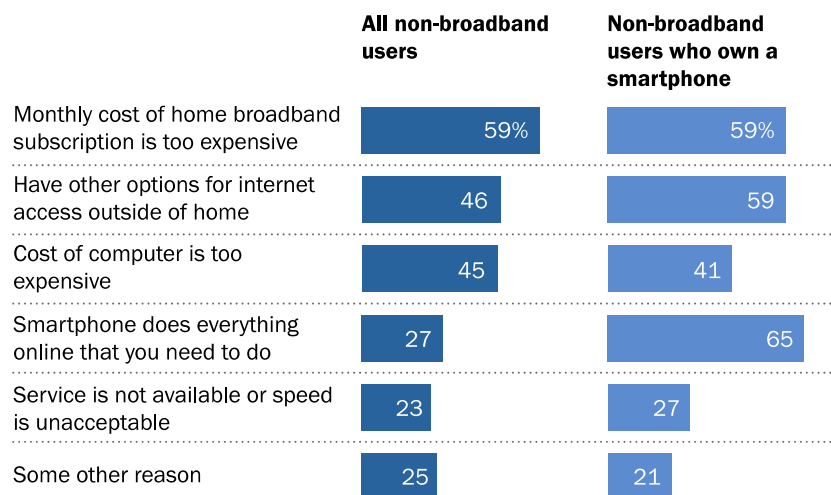 All non-broadband users
Non-broadband users who own a smartphone
Monthly cost of home broadband
subscription is too expensive
59%
59%
Have other options for internet
access outside of home
46
59
Cost of computer is too
expensive
45
41
Smartphone does everything
online that you need to do
27
65
Service is not available or speed
is unacceptable
23
27
Some other reason
25
21